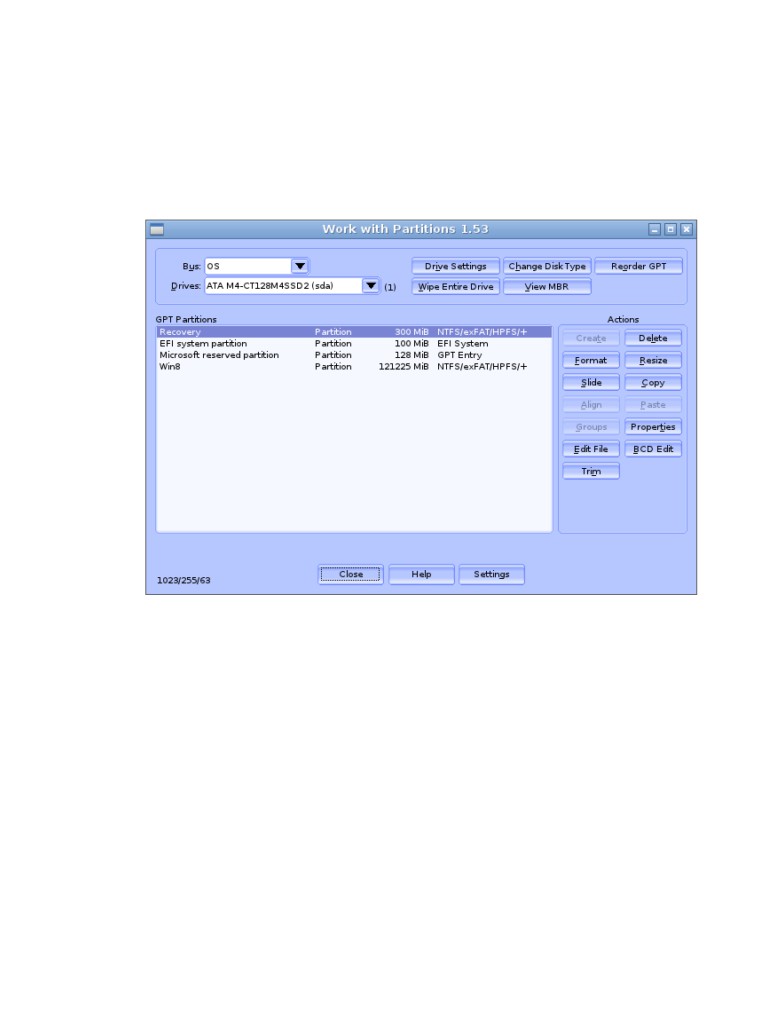 Work with Partitions 1.53
Bus: OS
Drive Settings Change Disk Type Reorder GPT
Drives: ATA M4-CT128M4SSD2 (sda) (1)
Wipe Entire Drive View MBR
GPT Partitions
Recovery Partition 300 MiB NTFS/exFAT/HPFS/+
EFI system partition Partition 100 MiB EFI System
Microsoft reserved partition Partition 128 MiB GPT Entry
Win8 Partition 121225 MiB NTFS/exFAT/HPFS/+
Actions
Create Delete
Format Resize
Slide Copy
Align Paste
Groups Properties
Edit File BCD Edit
Trim
Close Help Settings
1023/255/63